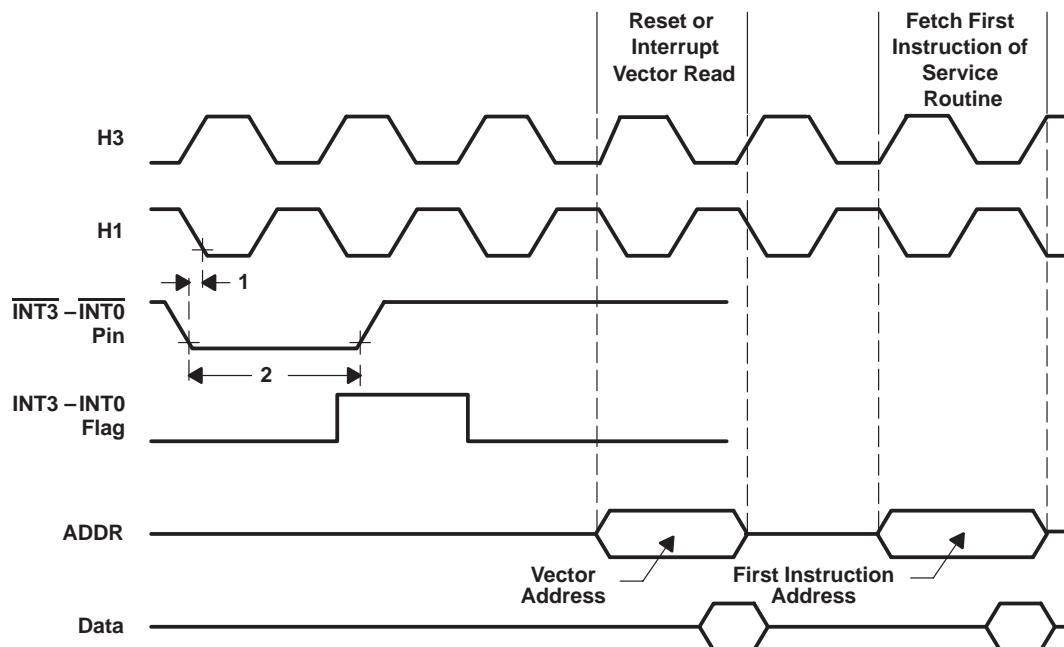 Reset or
Interrupt
Vector Read
Fetch First
Instruction of
Service
Routine
H3
H1
1
INT3 – INT0
Pin
2
INT3 – INT0
Flag
ADDR
Vector
Address
First Instruction
Address
Data